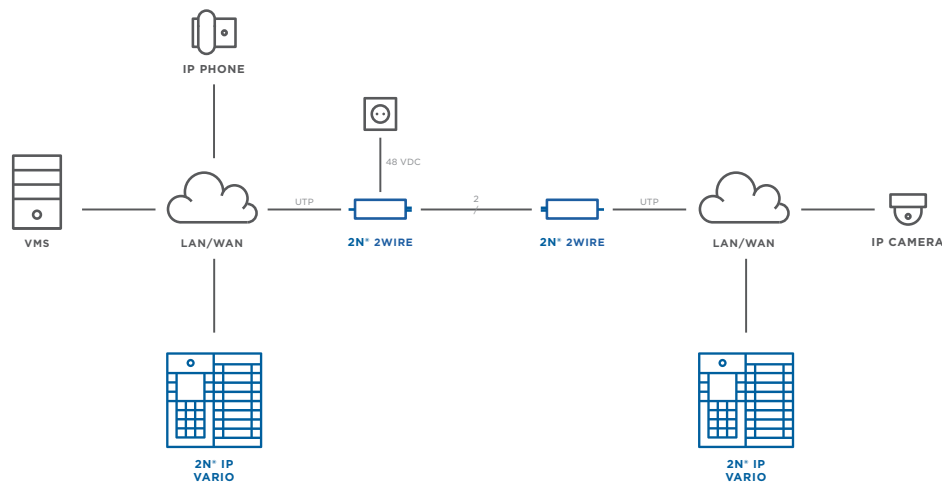 IP PHONE
48 VDC
UTP
2
UTP
VMS
LAN/WAN
2N® 2WIRE
2N® 2WIRE
LAN/WAN
IP CAMERA
2N® IP
VARIO
2N® IP
VARIO